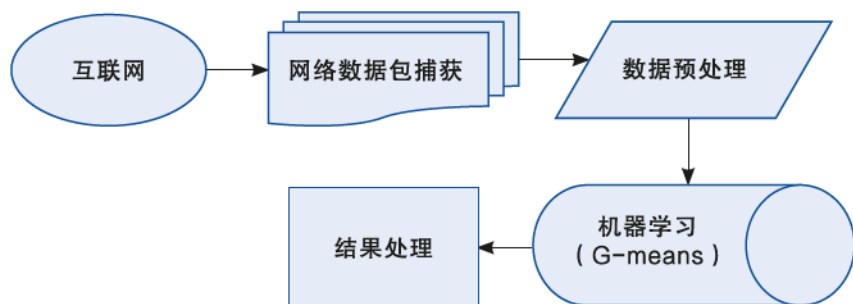 互联网
网络数据包捕获
数据预处理
机器学习
（G-means）
结果处理